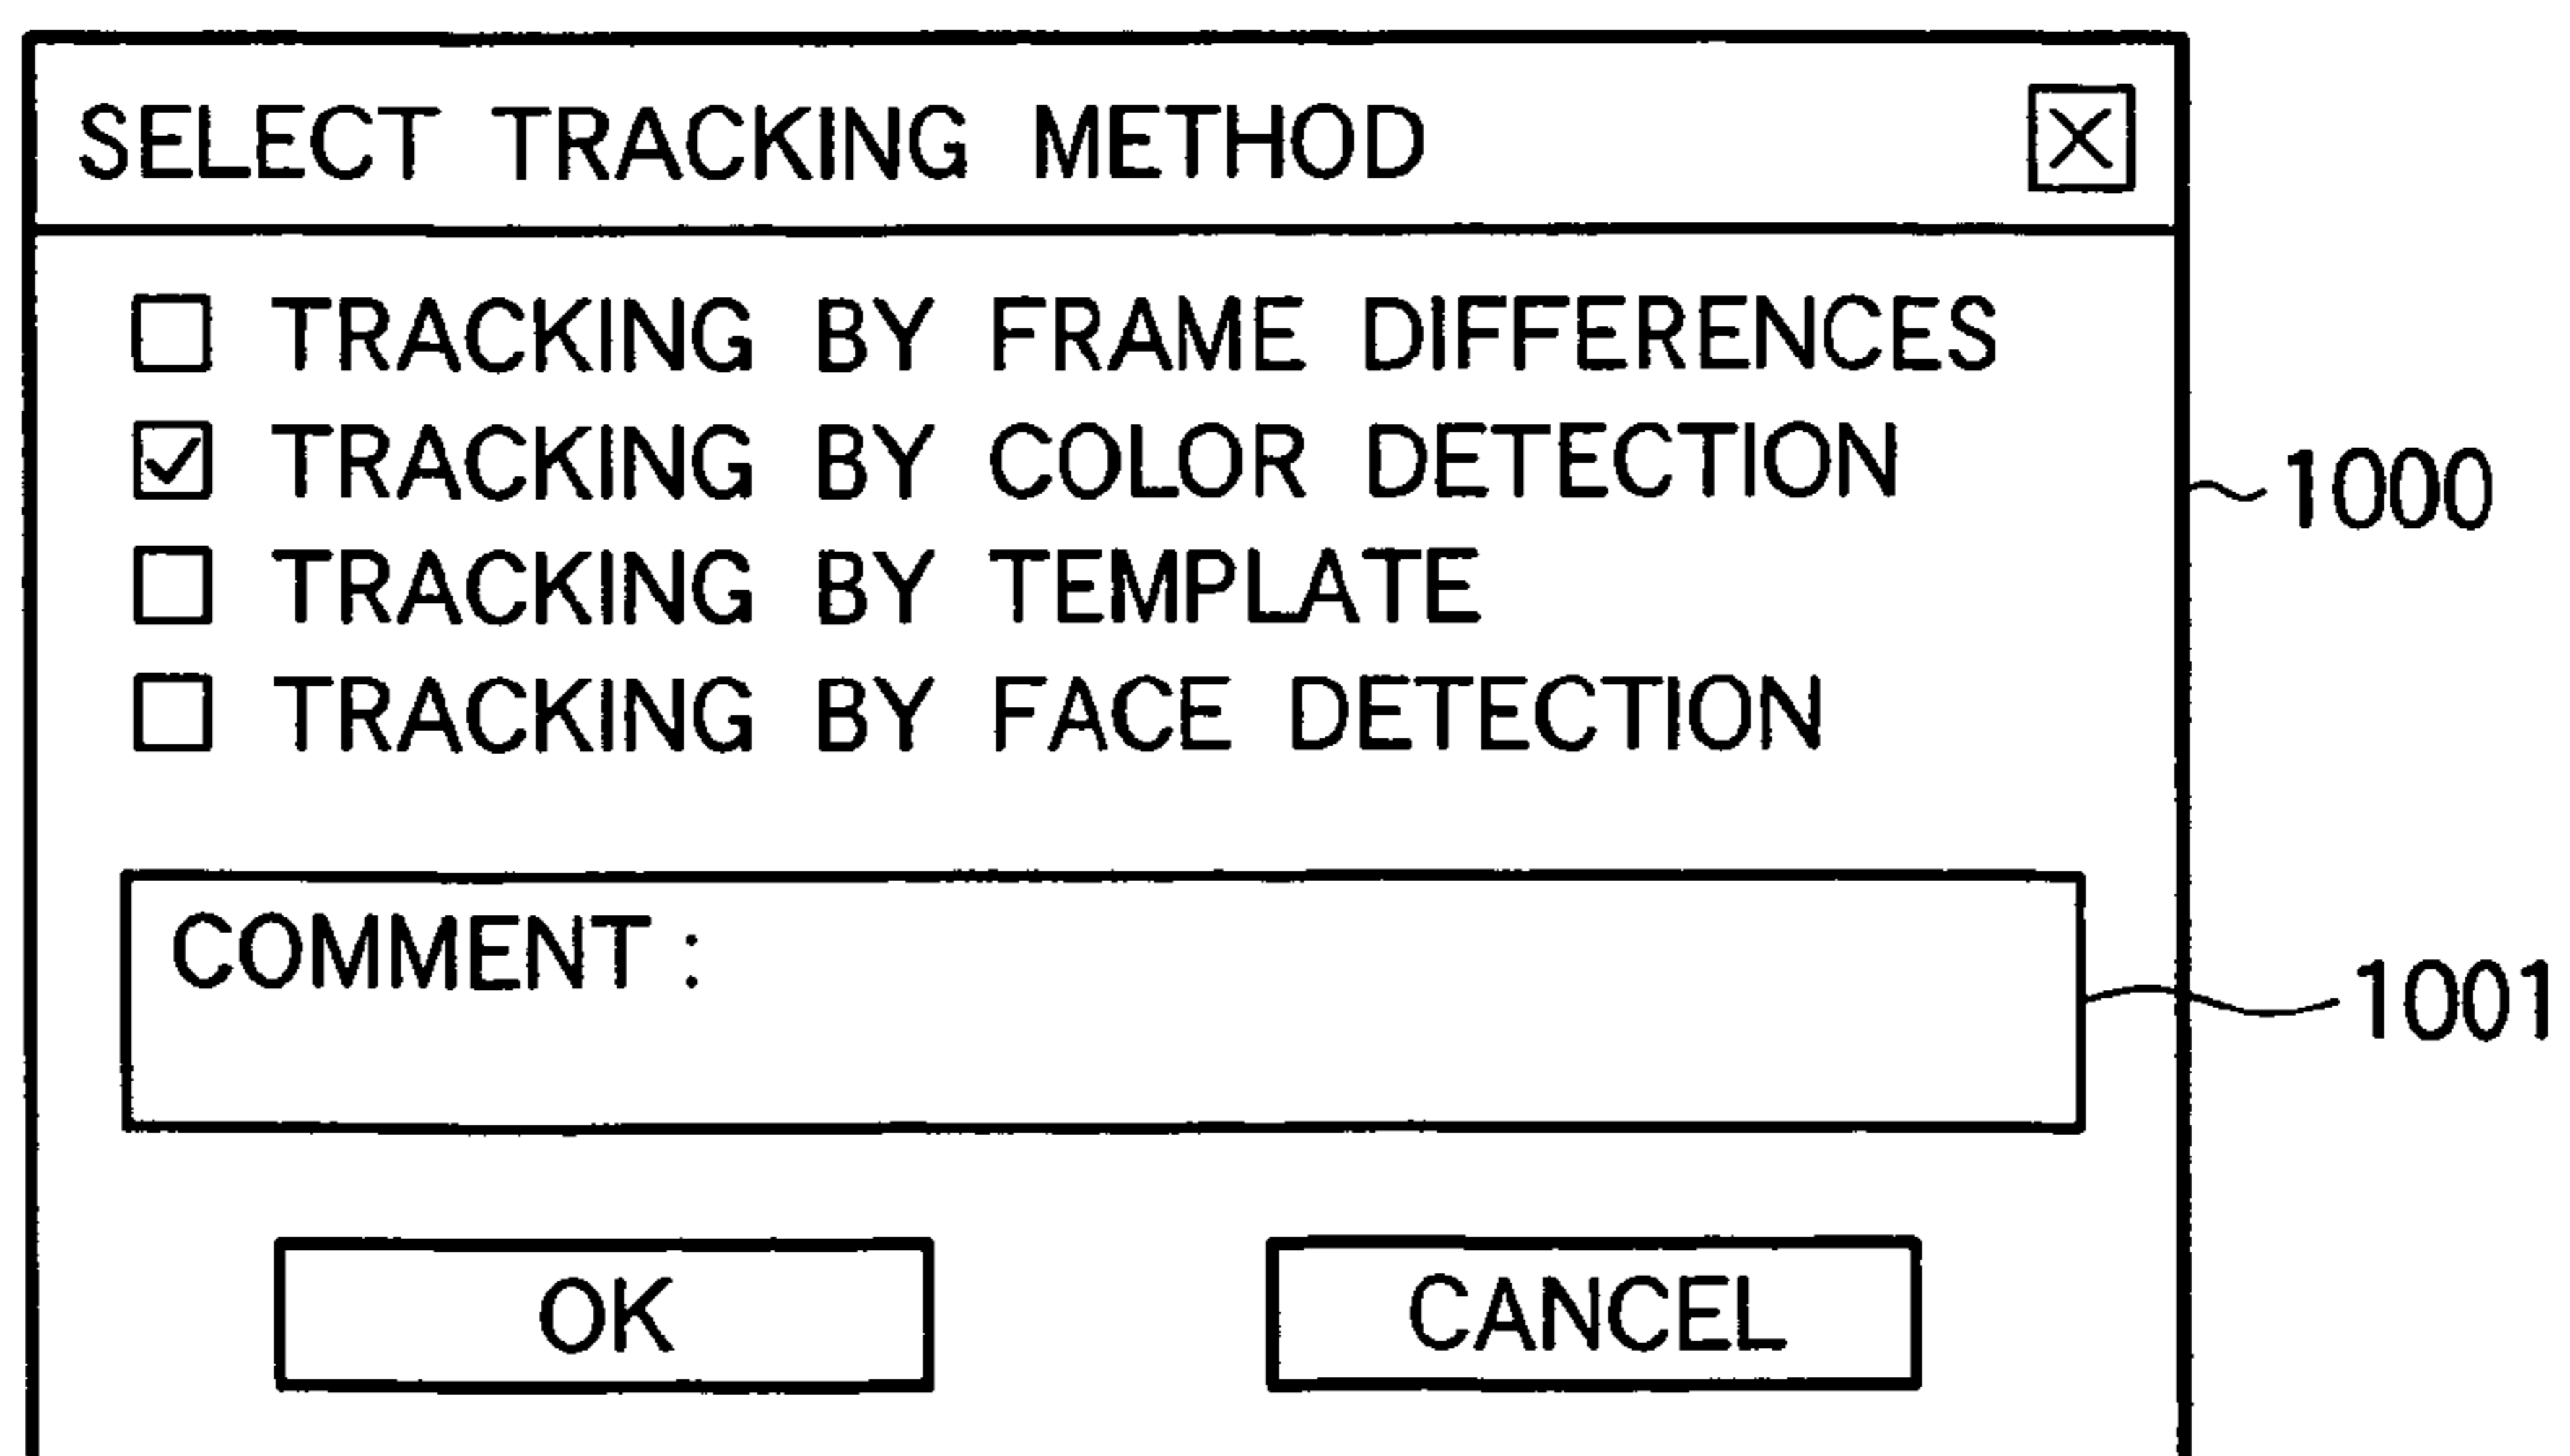 SELECT TRACKING METHOD
TRACKING BY FRAME DIFFERENCES
TRACKING BY COLOR DETECTION
1000
TRACKING BY TEMPLATE
TRACKING BY FACE DETECTION
COMMENT :
1001
OK CANCEL